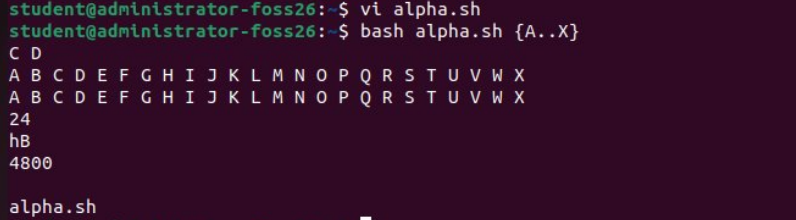 student@administrator-foss26:~$ vi alpha.sh
student@administrator-foss26:~$ bash alpha.sh {A..X}
C D
A B C D E F G H I J K L M N O P Q R S T U V W X
A B C D E F G H I J K L M N O P Q R S T U V W X
24
hB
4800

alpha.sh